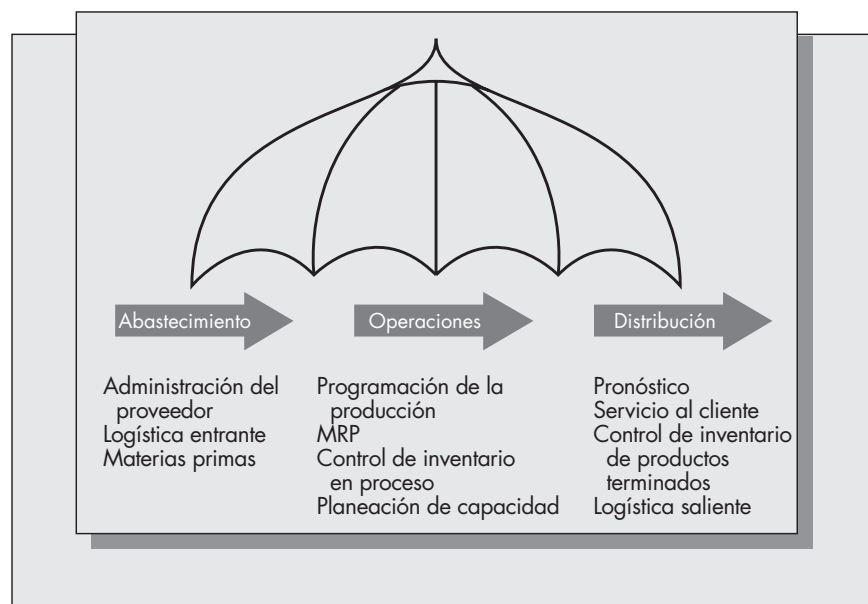 Abastecimiento
Administración del
proveedor
Logística entrante
Materias primas
Operaciones
Programación de la
producción
MRP
Control de inventario
en proceso
Planeación de capacidad
Distribución
Pronóstico
Servicio al cliente
Control de inventario
de productos
terminados
Logística saliente